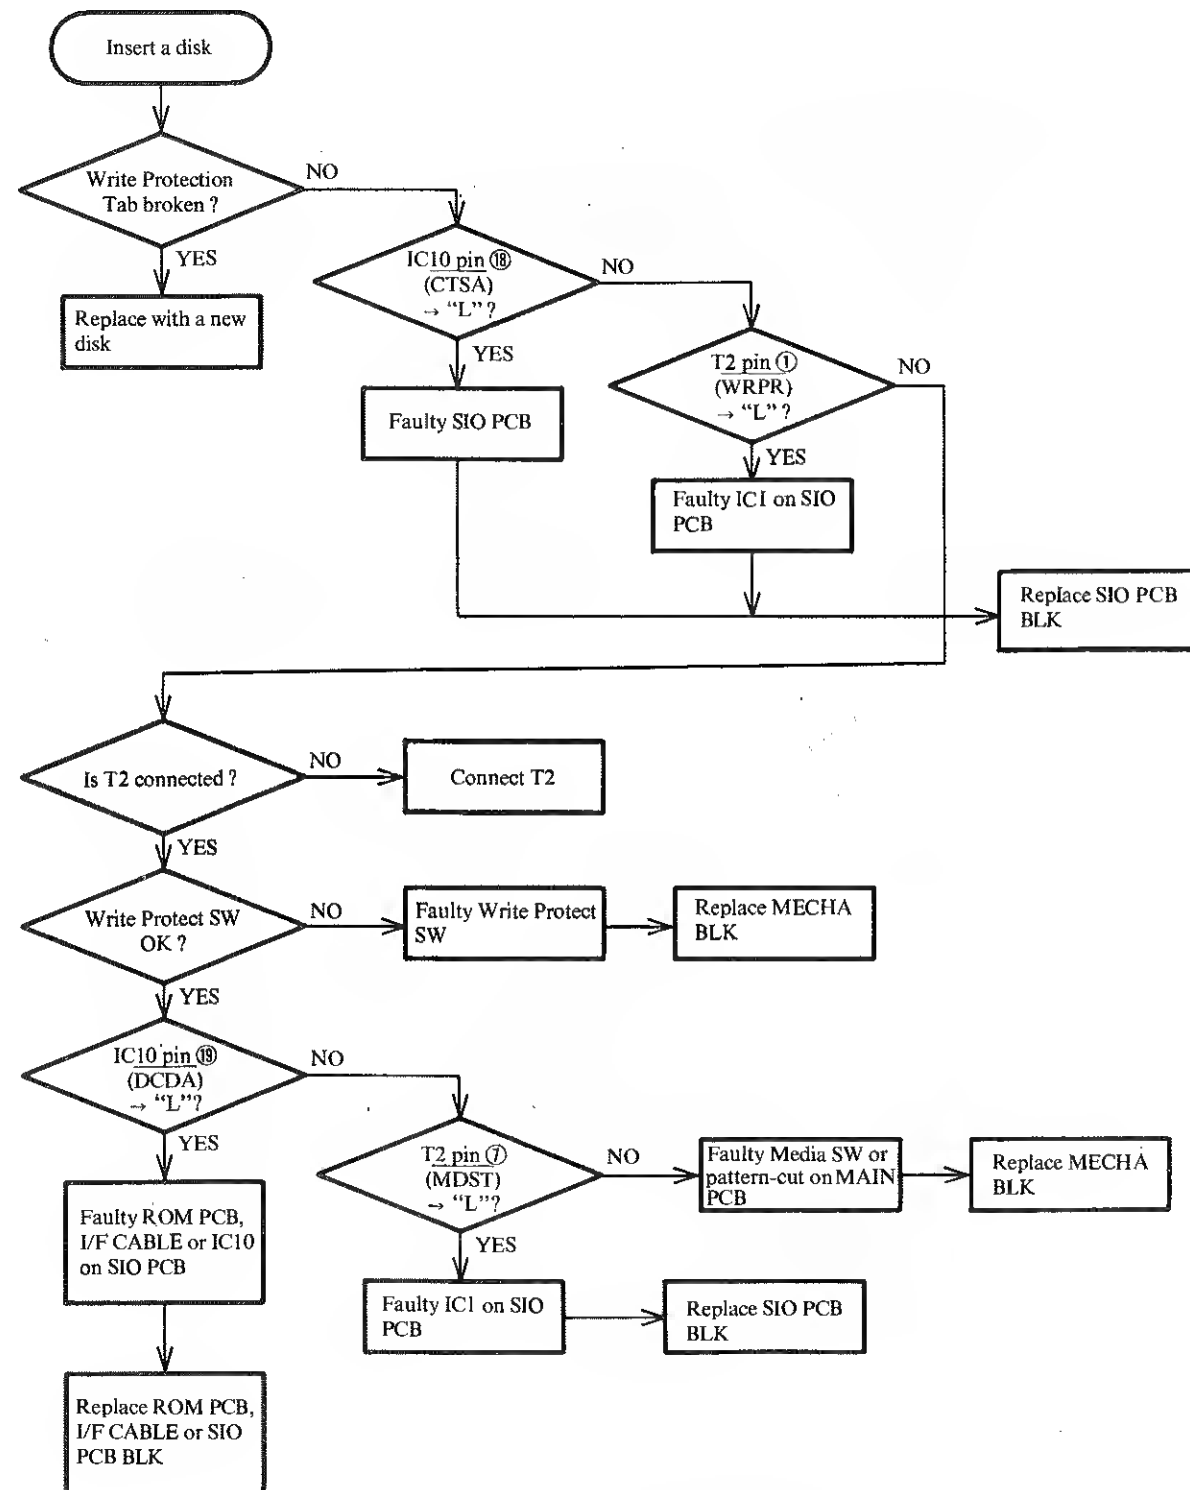 Insert a disk
Write Protection
Tab broken ?
NO
YES
Replace with a new
disk
IC10 pin ⑱
(CTSA)
→ “L” ?
NO
YES
Faulty SIO PCB
T2 pin ①
(WRPR)
→ “L” ?
NO
YES
Faulty IC1 on SIO
PCB
Replace SIO PCB
BLK
Is T2 connected ?
NO
Connect T2
YES
Write Protect SW
OK ?
NO
Faulty Write Protect
SW
Replace MECHA
BLK
YES
IC10 pin ⑲
(DCDA)
→ “L”?
NO
YES
T2 pin ⑦
(MDST)
→ “L”?
NO
Faulty Media SW or
pattern-cut on MAIN
PCB
Replace MECHA
BLK
YES
Faulty ROM PCB,
I/F CABLE or IC10
on SIO PCB
Faulty IC1 on SIO
PCB
Replace SIO PCB
BLK
Replace ROM PCB,
I/F CABLE or SIO
PCB BLK